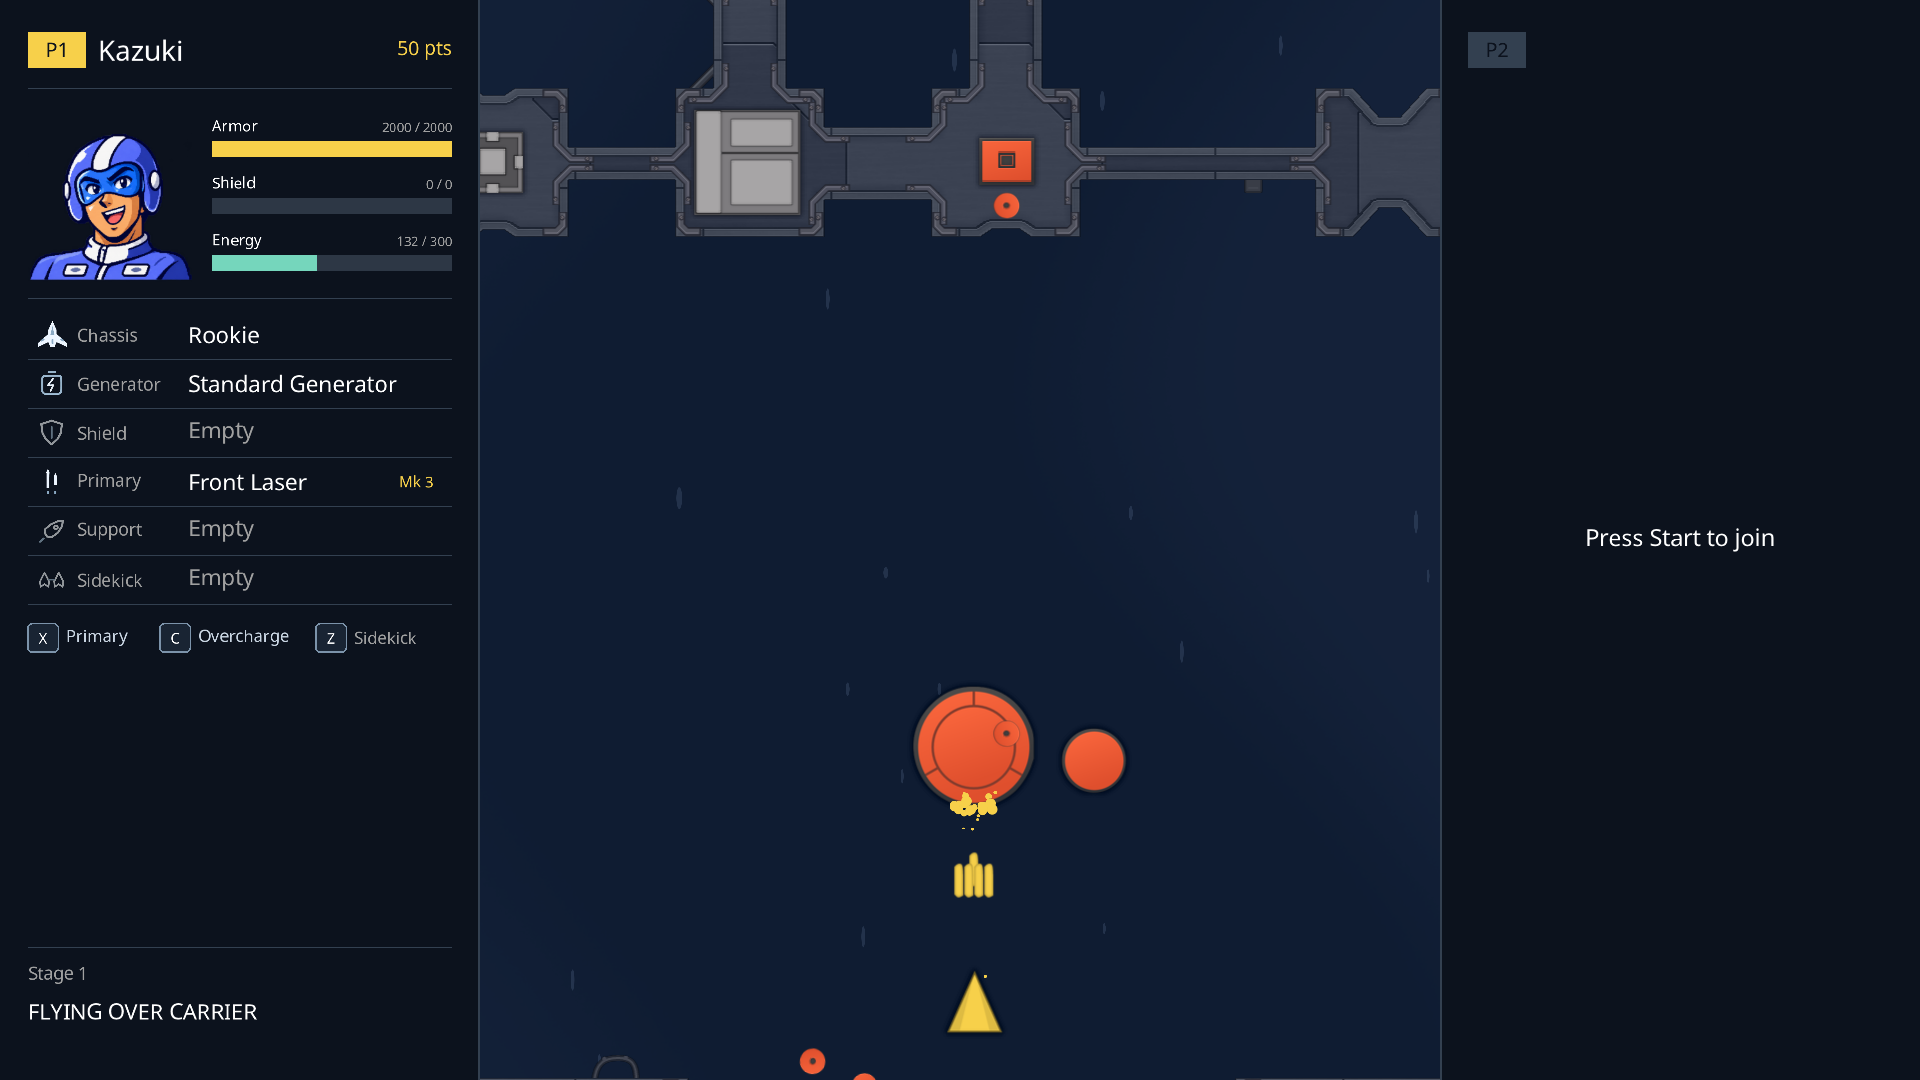 P1 Kazuki 50 pts
Armor 2000 / 2000
Shield 0 / 0
Energy 132 / 300
Chassis Rookie
Generator Standard Generator
Shield Empty
Primary Front Laser Mk 3
Support Empty
Sidekick Empty
X Primary C Overcharge Z Sidekick
Stage 1
FLYING OVER CARRIER
P2
Press Start to join